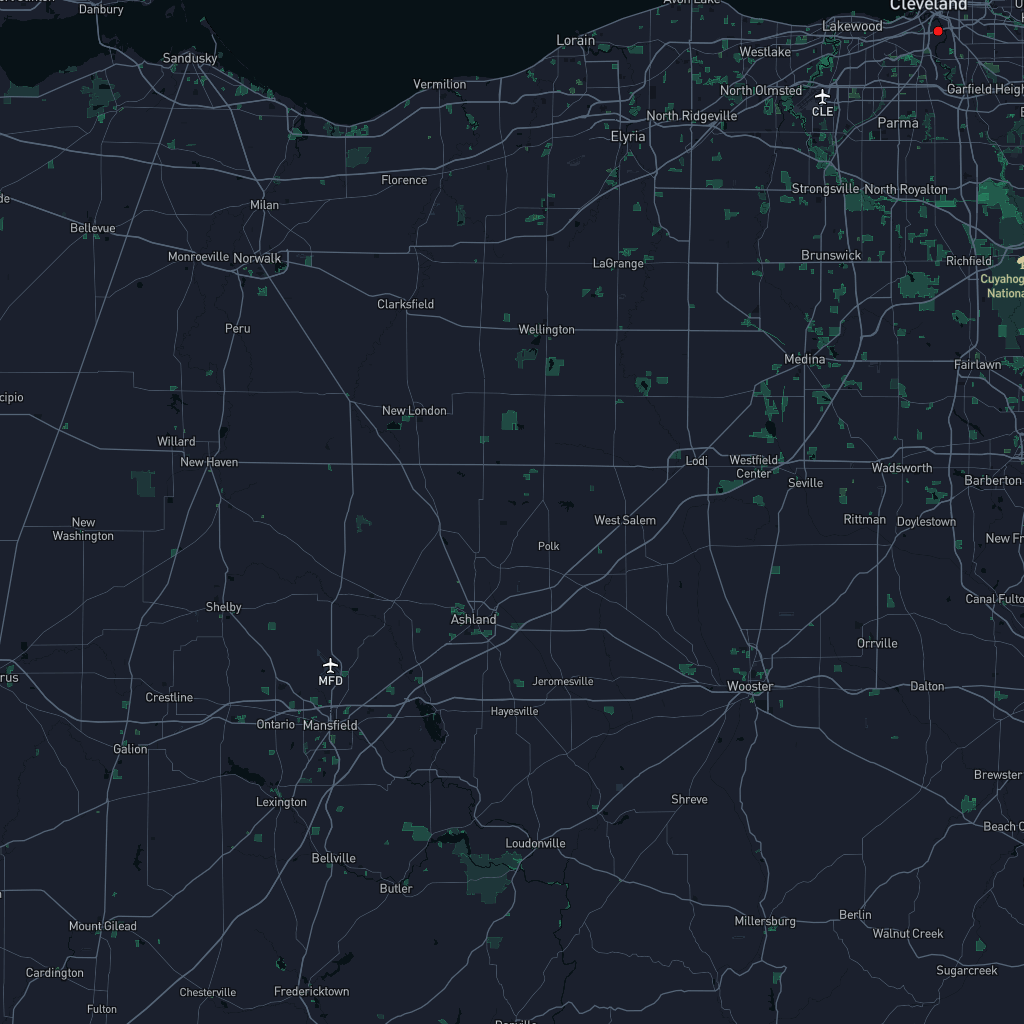 Danbury
Cleveland
Lakewood
Lorain
Westlake
Sandusky
Vermilion
North Olmsted
Garfield Heigh
CLE
North Ridgeville
Parma
Elyria
Florence
Strongsville
North Royalton
Milan
Bellevue
Monroeville
Norwalk
LaGrange
Brunswick
Richfield
Cuyahog
Nationa
Clarksfield
Peru
Wellington
Medina
Fairlawn
cipio
New London
Willard
New Haven
Lodi
Westfield
Center
Wadsworth
Seville
Barberton
New
Washington
West Salem
Rittman
Doylestown
New Fr
Polk
Canal Fulto
Shelby
Ashland
Orrville
MFD
rus
Jeromesville
Wooster
Dalton
Crestline
Hayesville
Ontario
Mansfield
Galion
Brewster
Lexington
Shreve
Beach C
Loudonville
Bellville
Butler
Millersburg
Berlin
Mount Gilead
Walnut Creek
Cardington
Sugarcreek
Chesterville
Fredericktown
Fulton